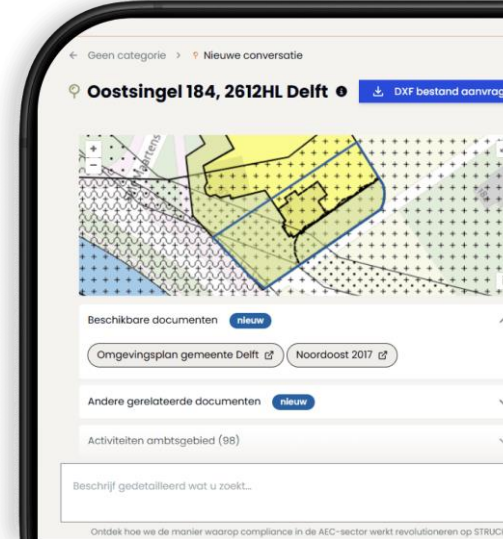 Geen categorie > Nieuwe conversatie
Oostsingel 184, 2612HL Delft
DXF bestand aanvrag
Maartens
Beschikbare documenten nieuw
Omgevingsplan gemeente Delft
Noordoost 2017
Andere gerelateerde documenten nieuw
Activiteiten ambtsgebied (98)
Beschrijf gedetailleerd wat u zoekt...
Ontdek hoe we de manier waarop compliance in de AEC-sector werkt revolutioneren op STRUC